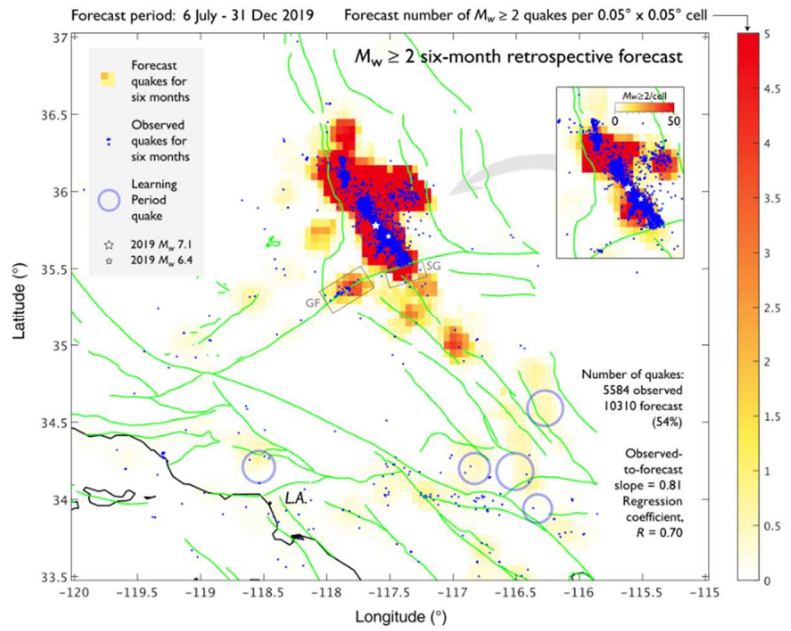 Forecast period: 6 July - 31 Dec 2019
Forecast number of Mw ≥ 2 quakes per 0.05° x 0.05° cell
Mw ≥ 2 six-month retrospective forecast
Forecast
quakes for
six months
Observed
quakes for
six months
Learning
Period
quake
2019 Mw 7.1
2019 Mw 6.4
Mw≥2/cell
0 50
SG
GF
Number of quakes:
5584 observed
10310 forecast
(54%)
Observed-
to-forecast
slope = 0.81
Regression
coefficient,
R = 0.70
L.A.
37
36.5
36
35.5
35
34.5
34
33.5
Latitude (°)
-120 -119.5 -119 -118.5 -118 -117.5 -117 -116.5 -116 -115.5 -115
Longitude (°)
5
4.5
4
3.5
3
2.5
2
1.5
1
0.5
0